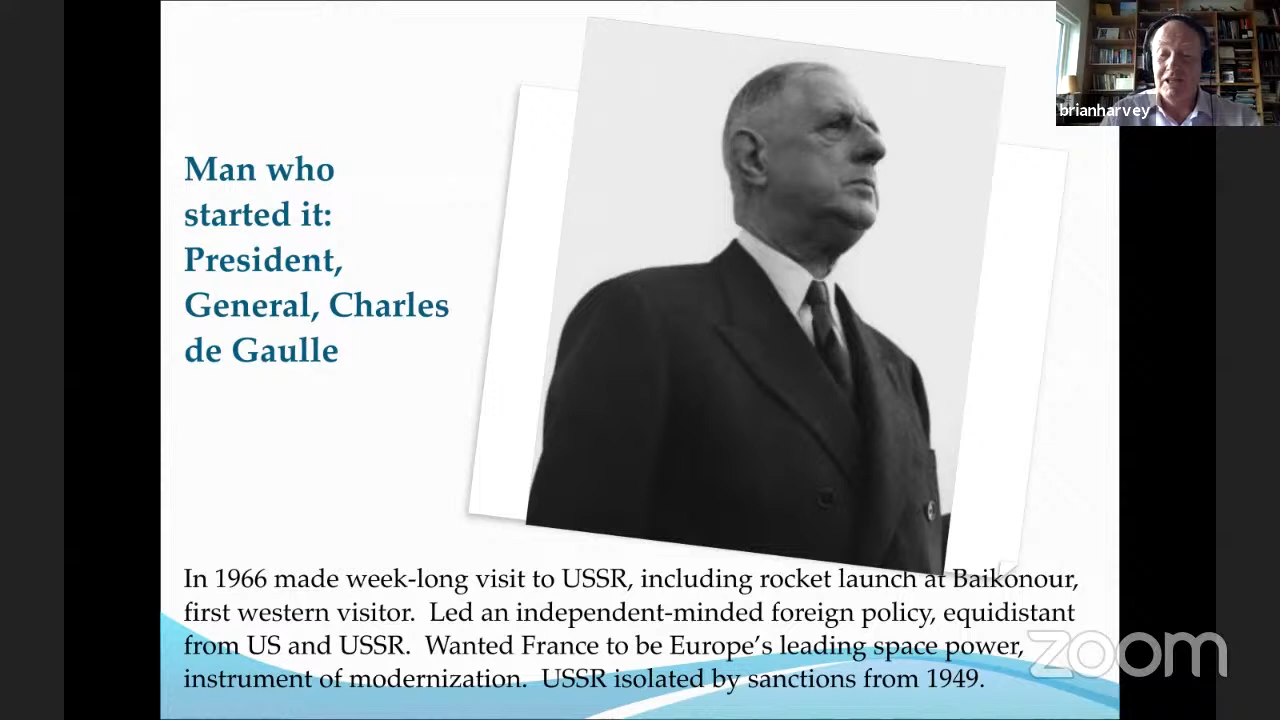 brianharvey
Man who
started it:
President,
General, Charles
de Gaulle
In 1966 made week-long visit to USSR, including rocket launch at Baikonour,
first western visitor. Led an independent-minded foreign policy, equidistant
from US and USSR. Wanted France to be Europe's leading space power,
instrument of modernization. USSR isolated by sanctions from 1949.
zoom